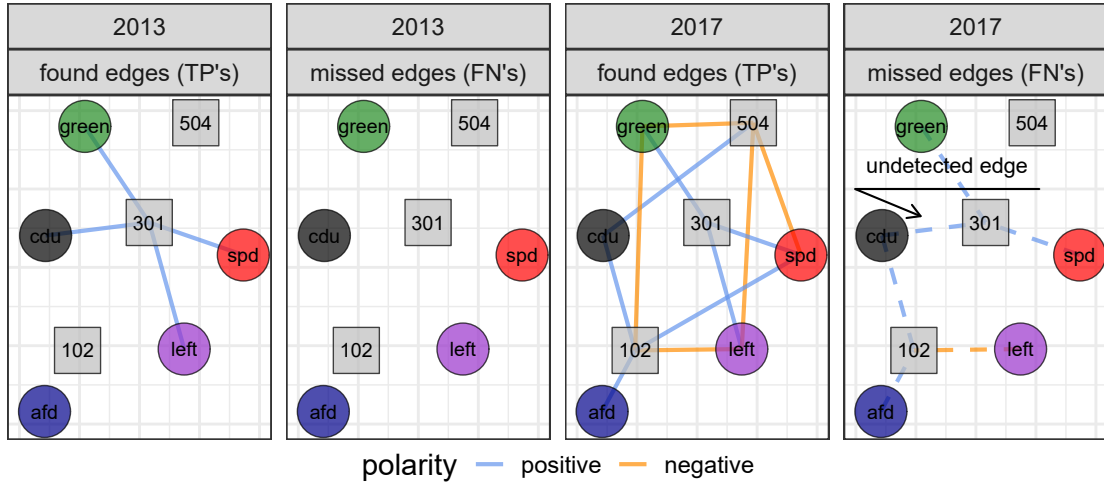 2013
found edges (TP's)
green
504
301
cdu
spd
102
left
afd
2013
missed edges (FN's)
green
504
301
cdu
spd
102
left
afd
2017
found edges (TP's)
green
504
301
cdu
spd
102
left
afd
2017
missed edges (FN's)
green
504
undetected edge
301
cdu
spd
102
left
afd
polarity positive negative